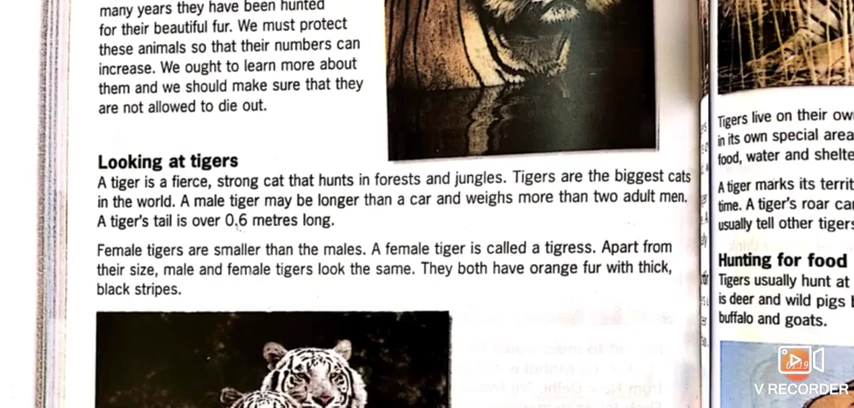 many years they have been hunted
for their beautiful fur. We must protect
these animals so that their numbers can
increase. We ought to learn more about
them and we should make sure that they
are not allowed to die out.
Looking at tigers
A tiger is a fierce, strong cat that hunts in forests and jungles. Tigers are the biggest cats
in the world. A male tiger may be longer than a car and weighs more than two adult men.
A tiger's tail is over 0.6 metres long.
Female tigers are smaller than the males. A female tiger is called a tigress. Apart from
their size, male and female tigers look the same. They both have orange fur with thick,
black stripes.
Tigers live on their ow
in its own special area
food, water and shelte
A tiger marks its territ
time. A tiger's roar ca
usually tell other tigers
Hunting for food
Tigers usually hunt at
is deer and wild pigs
buffalo and goats.
01:19
V RECORDER